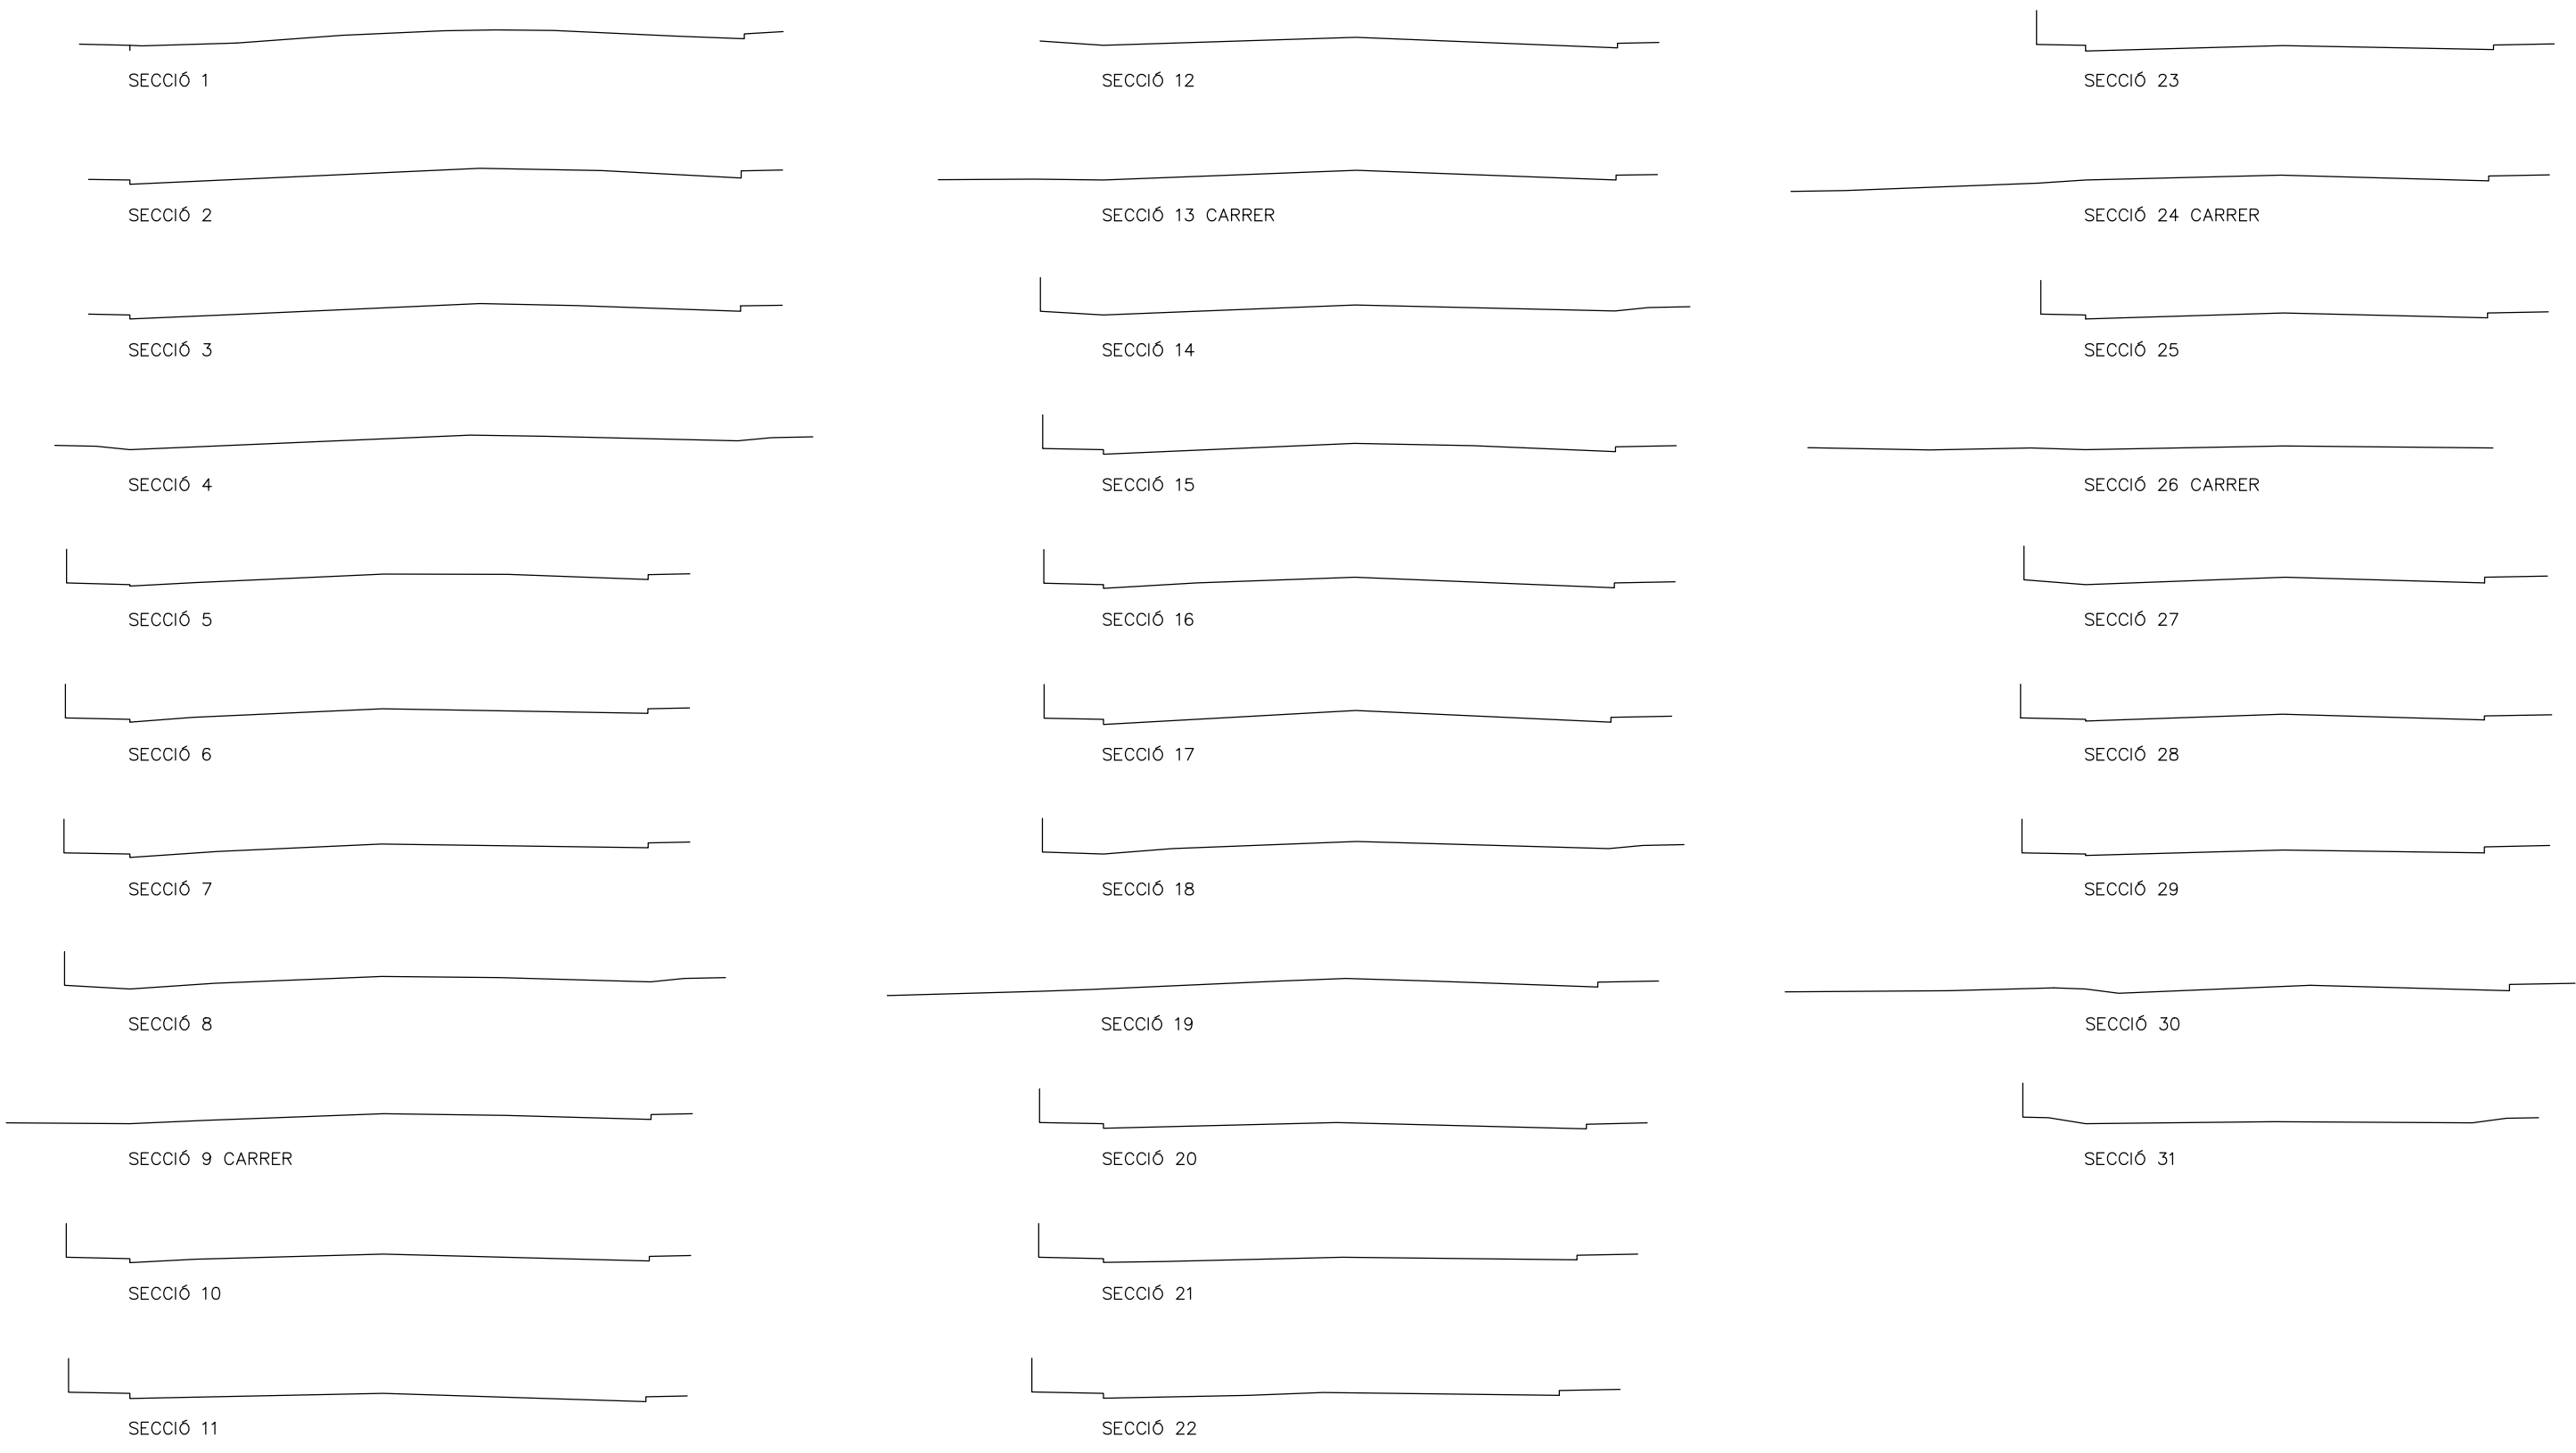 SECCIÓ 1
SECCIÓ 2
SECCIÓ 3
SECCIÓ 4
SECCIÓ 5
SECCIÓ 6
SECCIÓ 7
SECCIÓ 8
SECCIÓ 9 CARRER
SECCIÓ 10
SECCIÓ 11
SECCIÓ 12
SECCIÓ 13 CARRER
SECCIÓ 14
SECCIÓ 15
SECCIÓ 16
SECCIÓ 17
SECCIÓ 18
SECCIÓ 19
SECCIÓ 20
SECCIÓ 21
SECCIÓ 22
SECCIÓ 23
SECCIÓ 24 CARRER
SECCIÓ 25
SECCIÓ 26 CARRER
SECCIÓ 27
SECCIÓ 28
SECCIÓ 29
SECCIÓ 30
SECCIÓ 31